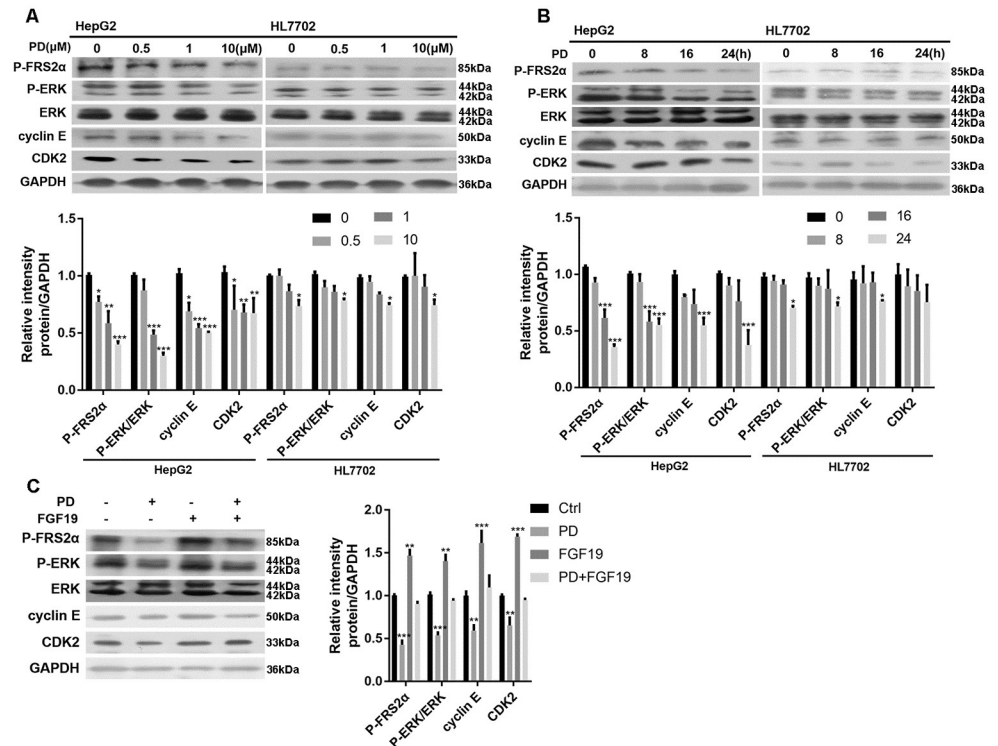 A
HepG2 HL7702
PD(μM) 0 0.5 1 10(μM) 0 0.5 1 10(μM)
P-FRS2α 85kDa
P-ERK 44kDa
42kDa
ERK 44kDa
42kDa
cyclin E 50kDa
CDK2 33kDa
GAPDH 36kDa
Relative intensity
protein/GAPDH
1.5
1.0
0.5
0.0
0 1
0.5 10
* ** *** *** *** * *** *** * ** ** * * * *
P-FRS2α P-ERK/ERK cyclin E CDK2 P-FRS2α P-ERK/ERK cyclin E CDK2
HepG2 HL7702
B
HepG2 HL7702
PD 0 8 16 24(h) 0 8 16 24(h)
P-FRS2α 85kDa
P-ERK 44kDa
42kDa
ERK 44kDa
42kDa
cyclin E 50kDa
CDK2 33kDa
GAPDH 36kDa
Relative intensity
protein/GAPDH
1.5
1.0
0.5
0.0
0 16
8 24
*** *** *** *** *** *** * * *
P-FRS2α P-ERK/ERK cyclin E CDK2 P-FRS2α P-ERK/ERK cyclin E CDK2
HepG2 HL7702
C
PD - + - +
FGF19 - - + +
P-FRS2α 85kDa
P-ERK 44kDa
42kDa
ERK 44kDa
42kDa
cyclin E 50kDa
CDK2 33kDa
GAPDH 36kDa
Relative intensity
protein/GAPDH
2.0
1.5
1.0
0.5
0.0
*** ** *** ** ** *** ** ***
P-FRS2α P-ERK/ERK cyclin E CDK2
Ctrl
PD
FGF19
PD+FGF19